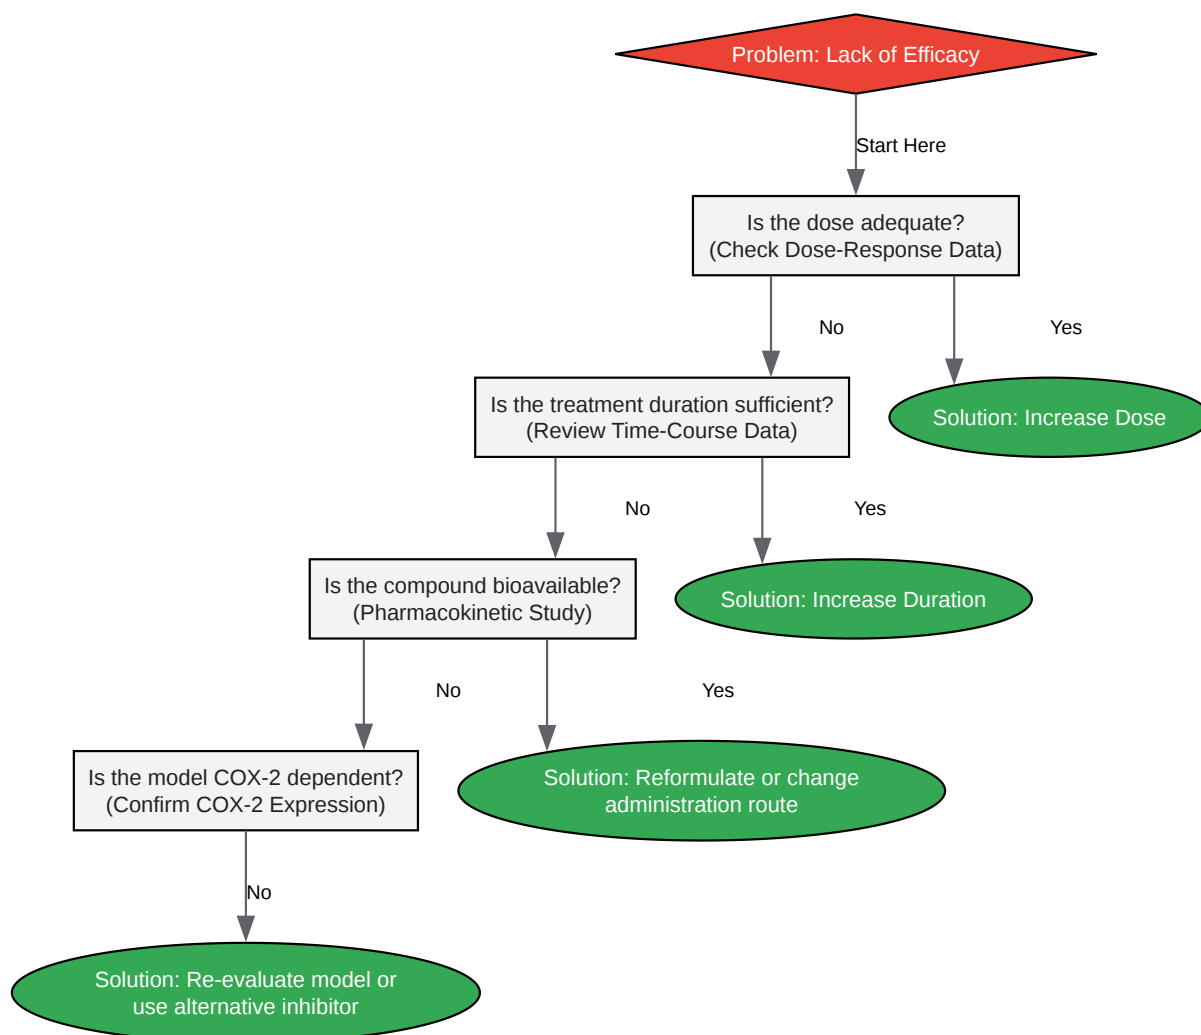 Problem: Lack of Efficacy
Start Here
Is the dose adequate?
(Check Dose-Response Data)
No
Yes
Is the treatment duration sufficient?
(Review Time-Course Data)
Solution: Increase Dose
No
Yes
Is the compound bioavailable?
(Pharmacokinetic Study)
Solution: Increase Duration
No
Yes
Is the model COX-2 dependent?
(Confirm COX-2 Expression)
Solution: Reformulate or change
administration route
No
Solution: Re-evaluate model or
use alternative inhibitor